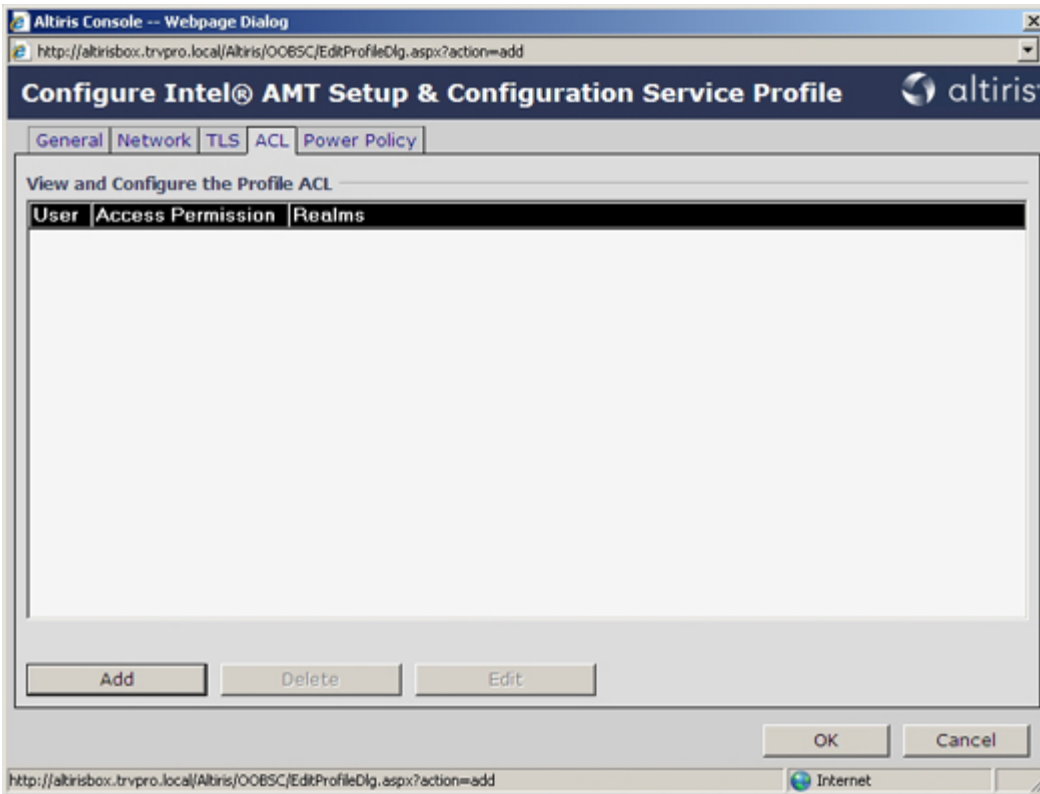 Altiris Console -- Webpage Dialog
http://altirisbox.trvpro.local/Altiris/OOBSC/EditProfileDlg.aspx?action=add
Configure Intel® AMT Setup & Configuration Service Profile altiris
General Network TLS ACL Power Policy
View and Configure the Profile ACL
User Access Permission Realms
Add Delete Edit
OK Cancel
http://altirisbox.trvpro.local/Altiris/OOBSC/EditProfileDlg.aspx?action=add Internet